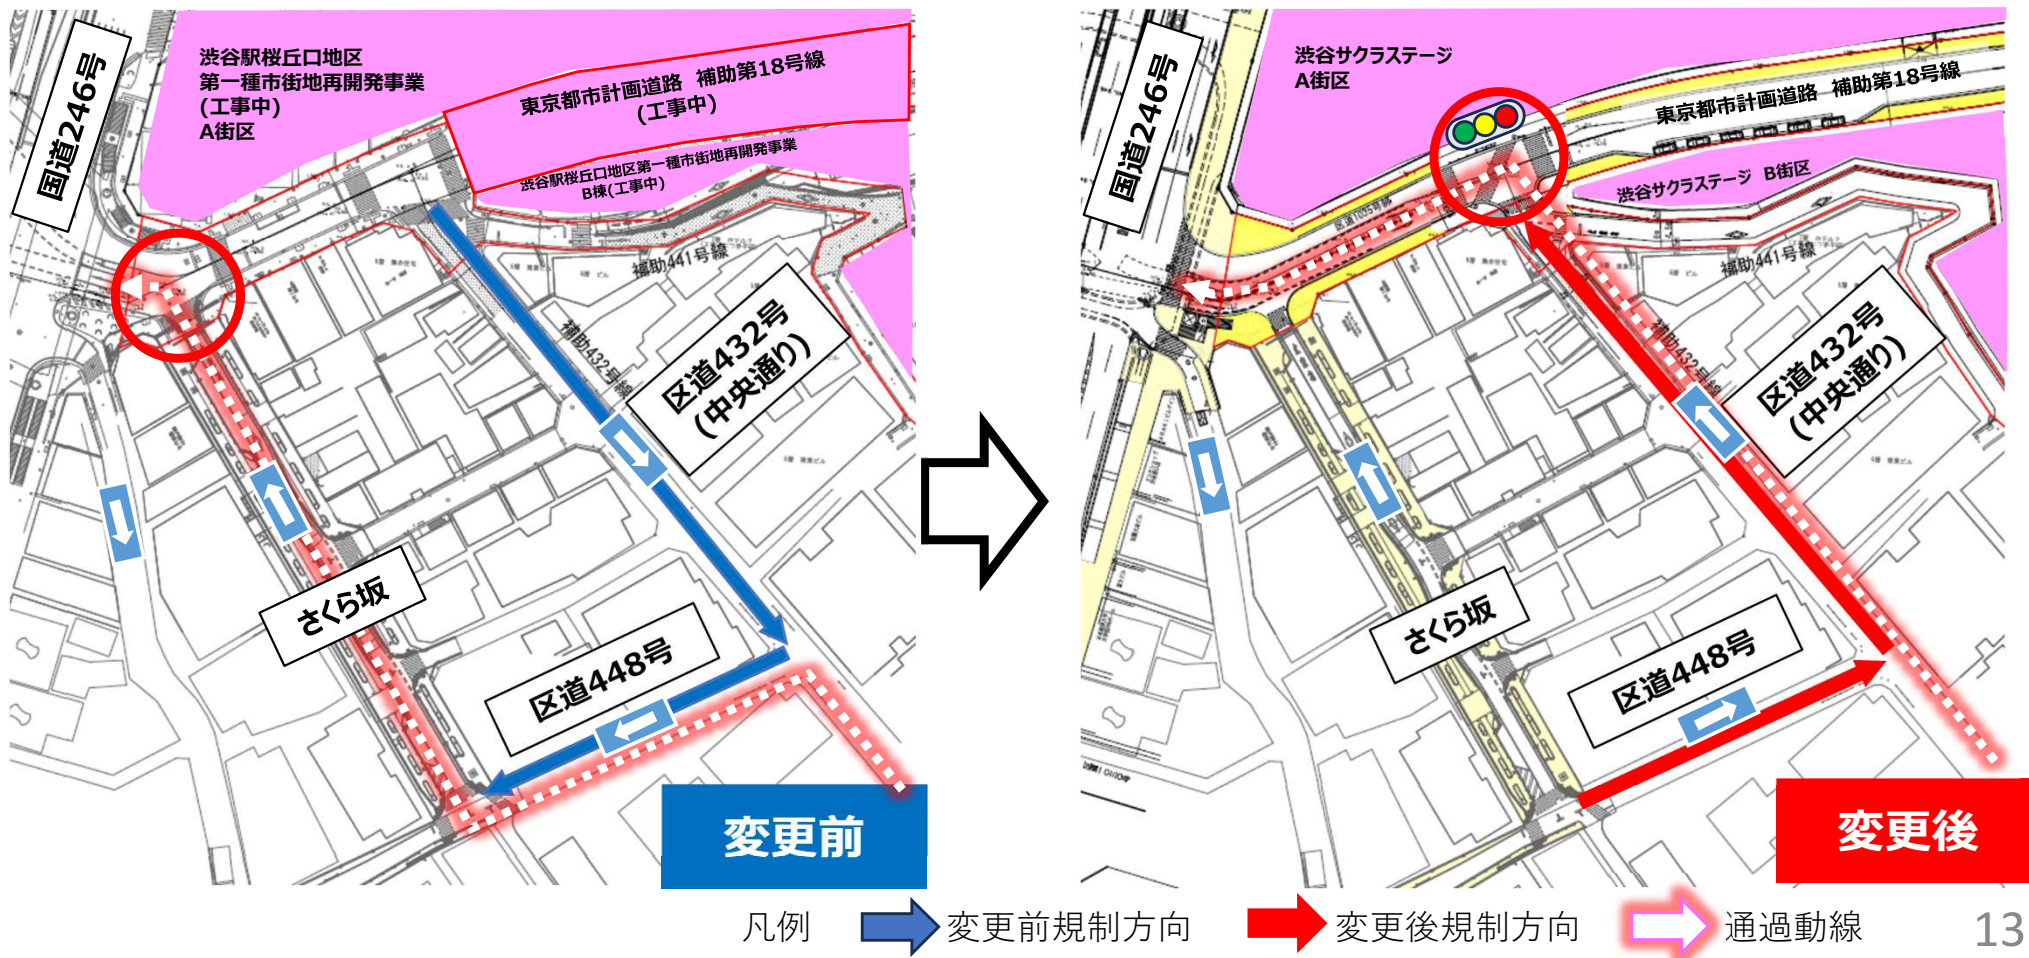 国道246号
渋谷駅桜丘口地区
第一種市街地再開発事業
(工事中)
A街区
東京都市計画道路 補助第18号線
(工事中)
渋谷駅桜丘口地区第一種市街地再開発事業
B棟(工事中)
補助441号線
補助432号線
区道432号
(中央通り)
さくら坂
区道448号
変更前
国道246号
渋谷サクラステージ
A街区
東京都市計画道路 補助第18号線
渋谷サクラステージ B街区
補助441号線
補助432号線
区道432号
(中央通り)
さくら坂
区道448号
変更後
凡例
変更前規制方向
変更後規制方向
通過動線
13